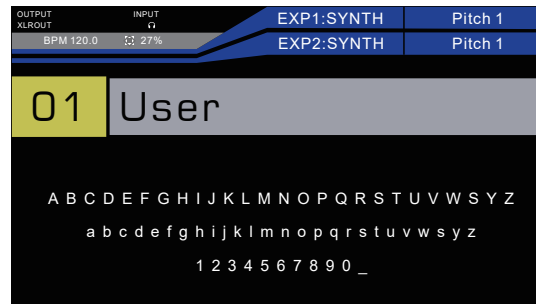 OUTPUT INPUT EXP1:SYNTH Pitch 1
XLROUT
BPM 120.0 27% EXP2:SYNTH Pitch 1
01 User
A B C D E F G H I J K L M N O P Q R S T U V W S Y Z
a b c d e f g h i j k l m n o p q r s t u v w s y z
1 2 3 4 5 6 7 8 9 0 _